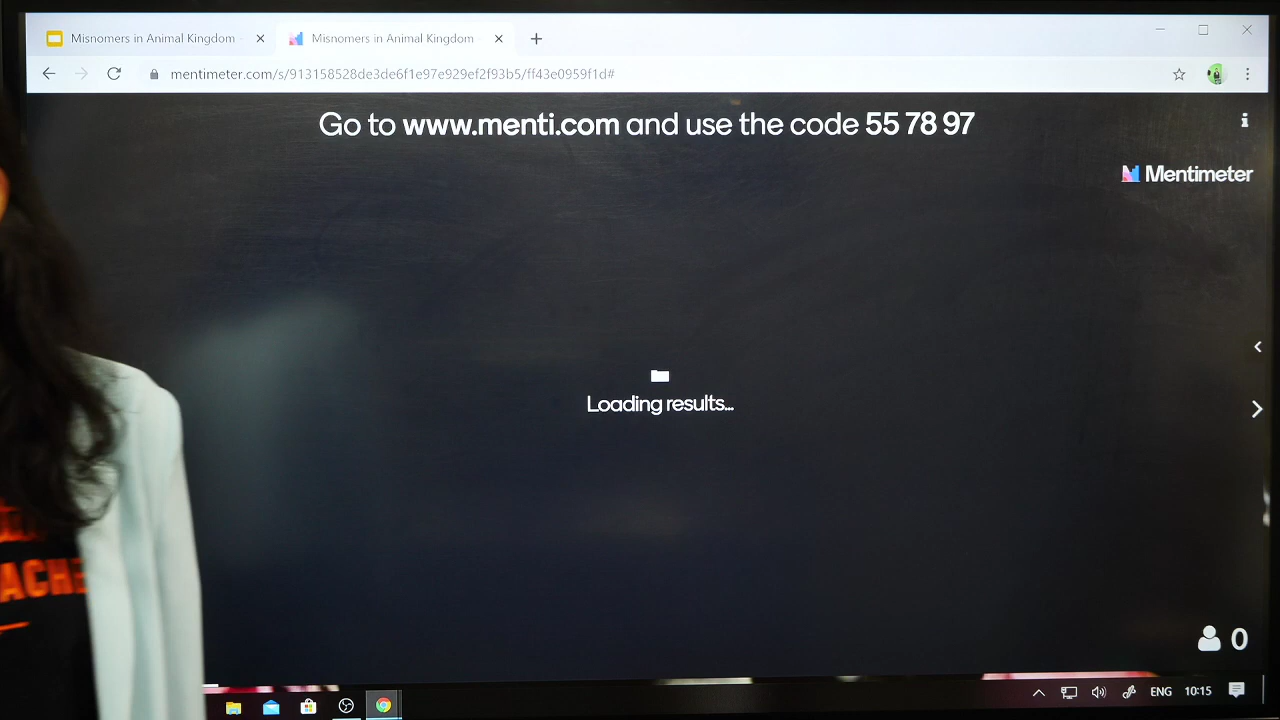 Misnomers in Animal Kingdom
Misnomers in Animal Kingdom
mentimeter.com/s/913158528de3de6f1e97e929ef2f93b5/ff43e0959f1d#
Go to www.menti.com and use the code 55 78 97
Mentimeter
Loading results...
ACHE
0
ENG 10:15